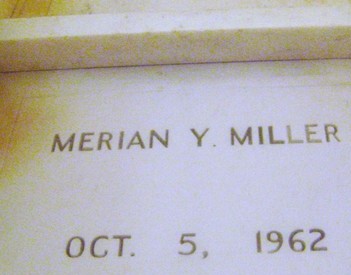 MERIAN Y. MILLER
OCT. 5, 1962